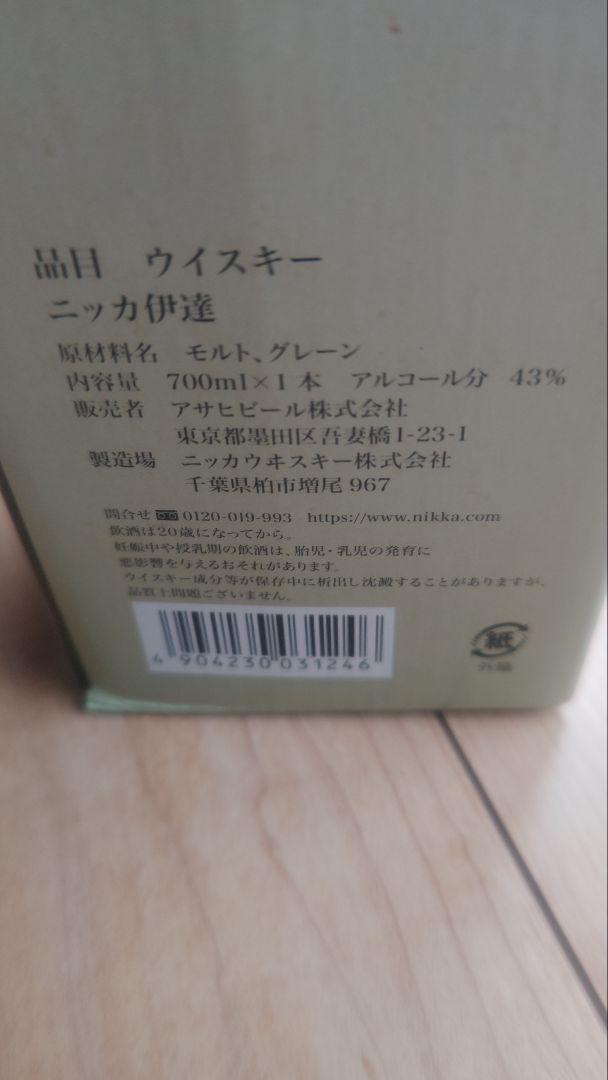 品目　ウイスキー
ニッカ伊達
原材料名　モルト、グレーン
内容量　700ml×1本　アルコール分　43%
販売者　アサヒビール株式会社
東京都墨田区吾妻橋1-23-1
製造場　ニッカウヰスキー株式会社
千葉県柏市増尾967
問合せ 0120-019-993　https://www.nikka.com
飲酒は20歳になってから。
妊娠中や授乳期の飲酒は、胎児・乳児の発育に
悪影響を与えるおそれがあります。
ウイスキー成分等が保存中に析出し沈澱することがありますが、
品質上問題ございません。
4 904230 031246
紙
外箱